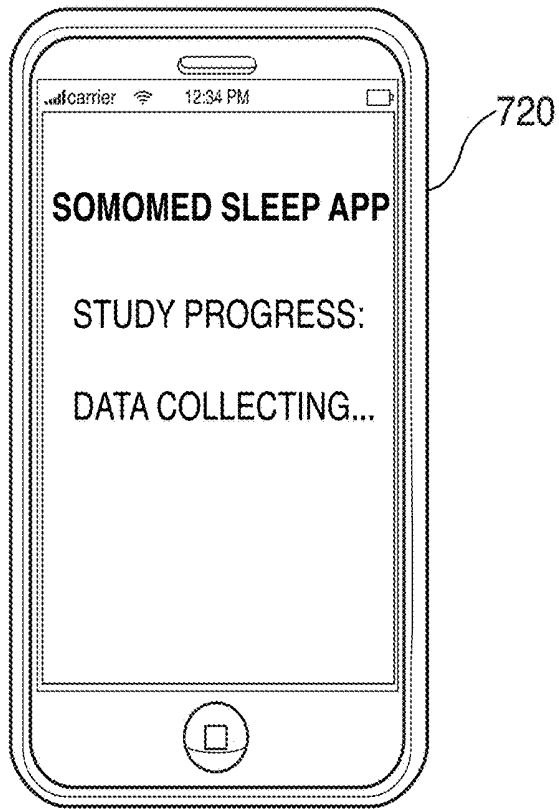 carrier 12:34 PM
720
SOMOMED SLEEP APP
STUDY PROGRESS:
DATA COLLECTING...